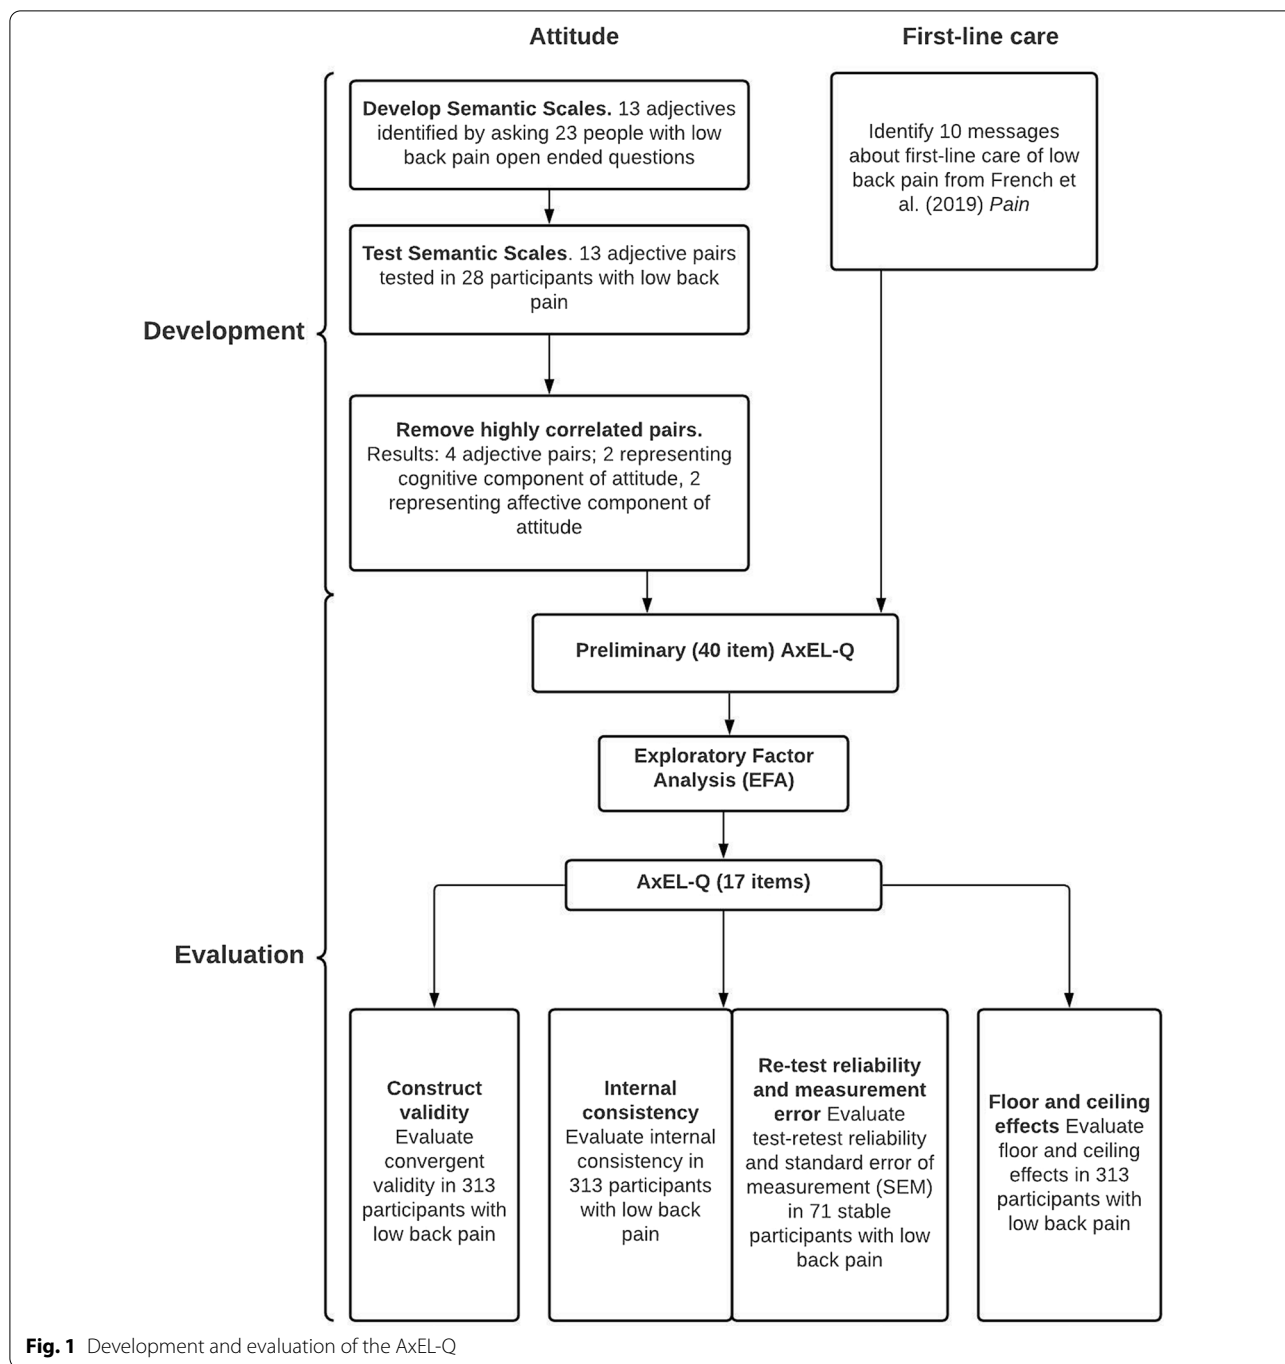 Attitude
First-line care
Develop Semantic Scales. 13 adjectives
identified by asking 23 people with low
back pain open ended questions
Identify 10 messages
about first-line care of low
back pain from French et
al. (2019) Pain
Test Semantic Scales. 13 adjective pairs
tested in 28 participants with low back
pain
Development
Remove highly correlated pairs.
Results: 4 adjective pairs; 2 representing
cognitive component of attitude, 2
representing affective component of
attitude
Preliminary (40 item) AxEL-Q
Exploratory Factor
Analysis (EFA)
AxEL-Q (17 items)
Evaluation
Construct
validity
Evaluate
convergent
validity in 313
participants with
low back pain
Internal
consistency
Evaluate internal
consistency in
313 participants
with low back
pain
Re-test reliability
and measurement
error Evaluate
test-retest reliability
and standard error of
measurement (SEM)
in 71 stable
participants with low
back pain
Floor and ceiling
effects Evaluate
floor and ceiling
effects in 313
participants with
low back pain
Fig. 1 Development and evaluation of the AxEL-Q